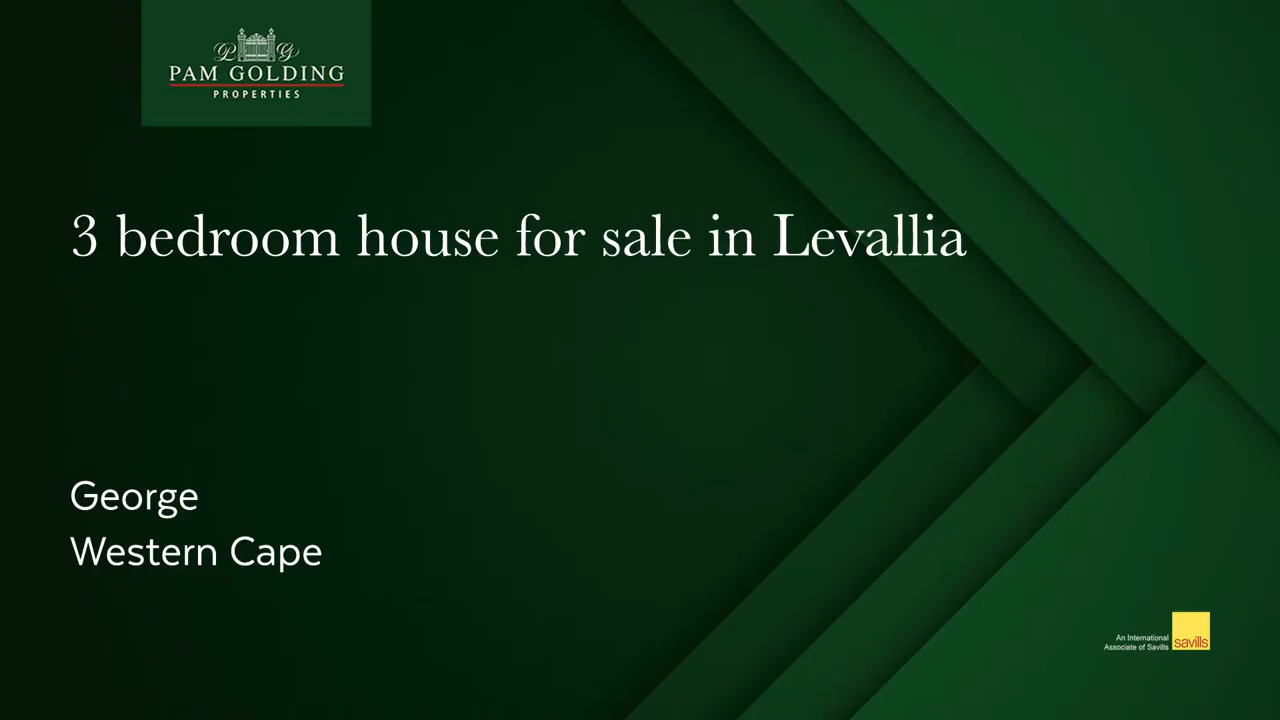 P G
PAM GOLDING
PROPERTIES
3 bedroom house for sale in Levallia
George
Western Cape
An International
Associate of Savills
savills